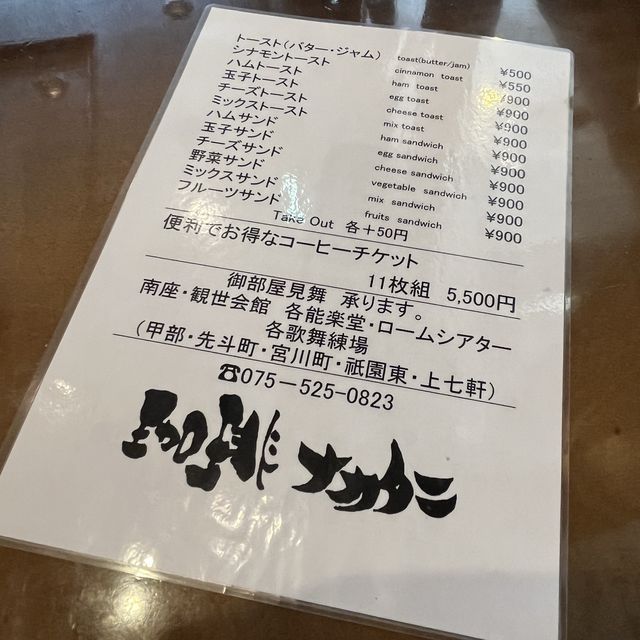 トースト(バター・ジャム) toast(butter/jam) ¥500
シナモントースト cinnamon toast ¥550
ハムトースト ham toast ¥900
玉子トースト egg toast ¥900
チーズトースト cheese toast ¥900
ミックストースト mix toast ¥900
ハムサンド ham sandwich ¥900
玉子サンド egg sandwich ¥900
チーズサンド cheese sandwich ¥900
野菜サンド vegetable sandwich ¥900
ミックスサンド mix sandwich ¥900
フルーツサンド fruits sandwich ¥900
Take Out 各+50円
便利でお得なコーヒーチケット
11枚組 5,500円
御部屋見舞 承ります。
南座・観世会館 各能楽堂・ロームシアター
各歌舞練場
(甲部・先斗町・宮川町・祇園東・上七軒)
☎075-525-0823